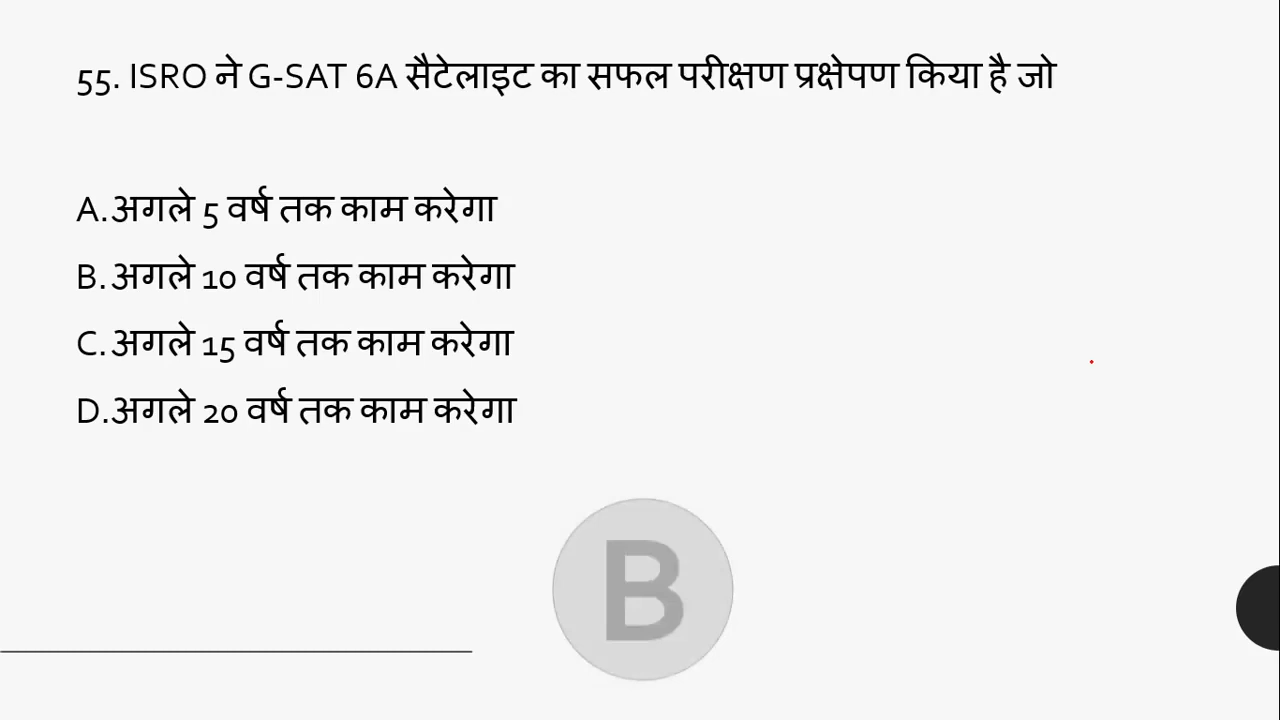 55. ISRO ने G-SAT 6A सैटेलाइट का सफल परीक्षण प्रक्षेपण किया है जो
A. अगले 5 वर्ष तक काम करेगा
B. अगले 10 वर्ष तक काम करेगा
C. अगले 15 वर्ष तक काम करेगा
D. अगले 20 वर्ष तक काम करेगा
B